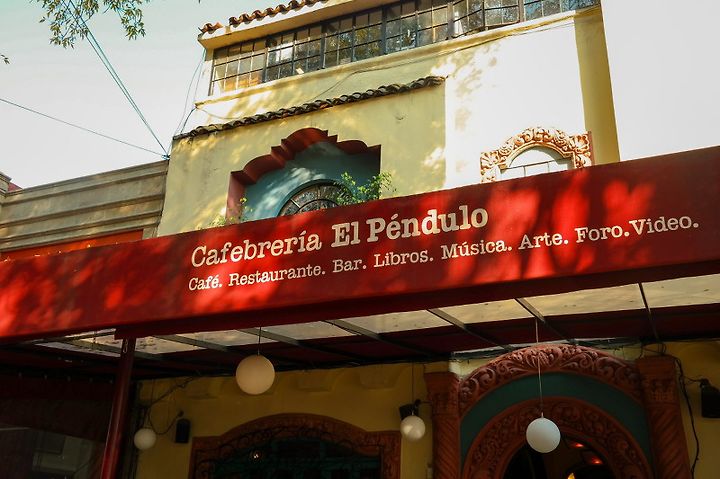 Cafebrería El Péndulo
Café. Restaurante. Bar. Libros. Música. Arte. Foro. Video.